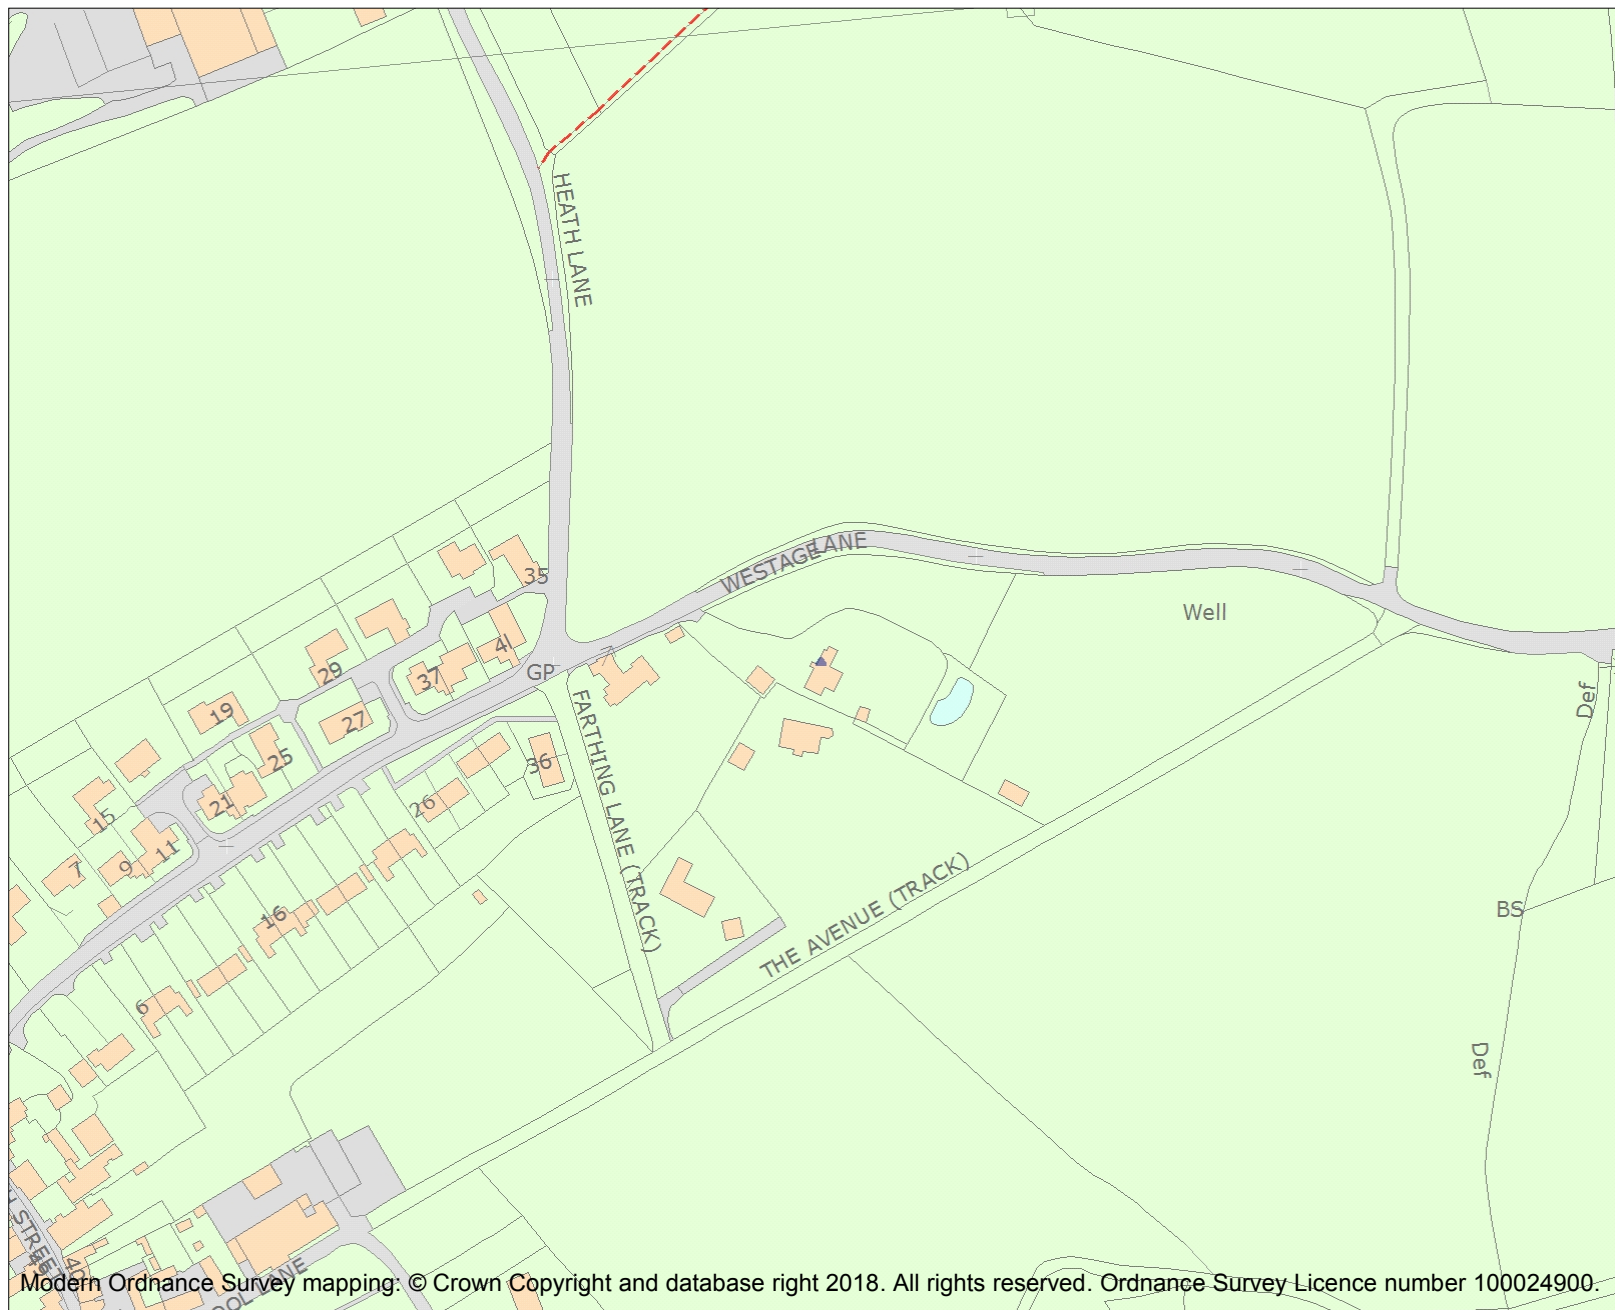 HEATH LANE
WESTAGE LANE
35
Well
41
GP
29
37
FARTHING LANE (TRACK)
Def
19
27
25
36
21
26
15
11
9
7
THE AVENUE (TRACK)
16
BS
6
Def
STREET
40
Modern Ordnance Survey mapping: © Crown Copyright and database right 2018. All rights reserved. Ordnance Survey Licence number 100024900.